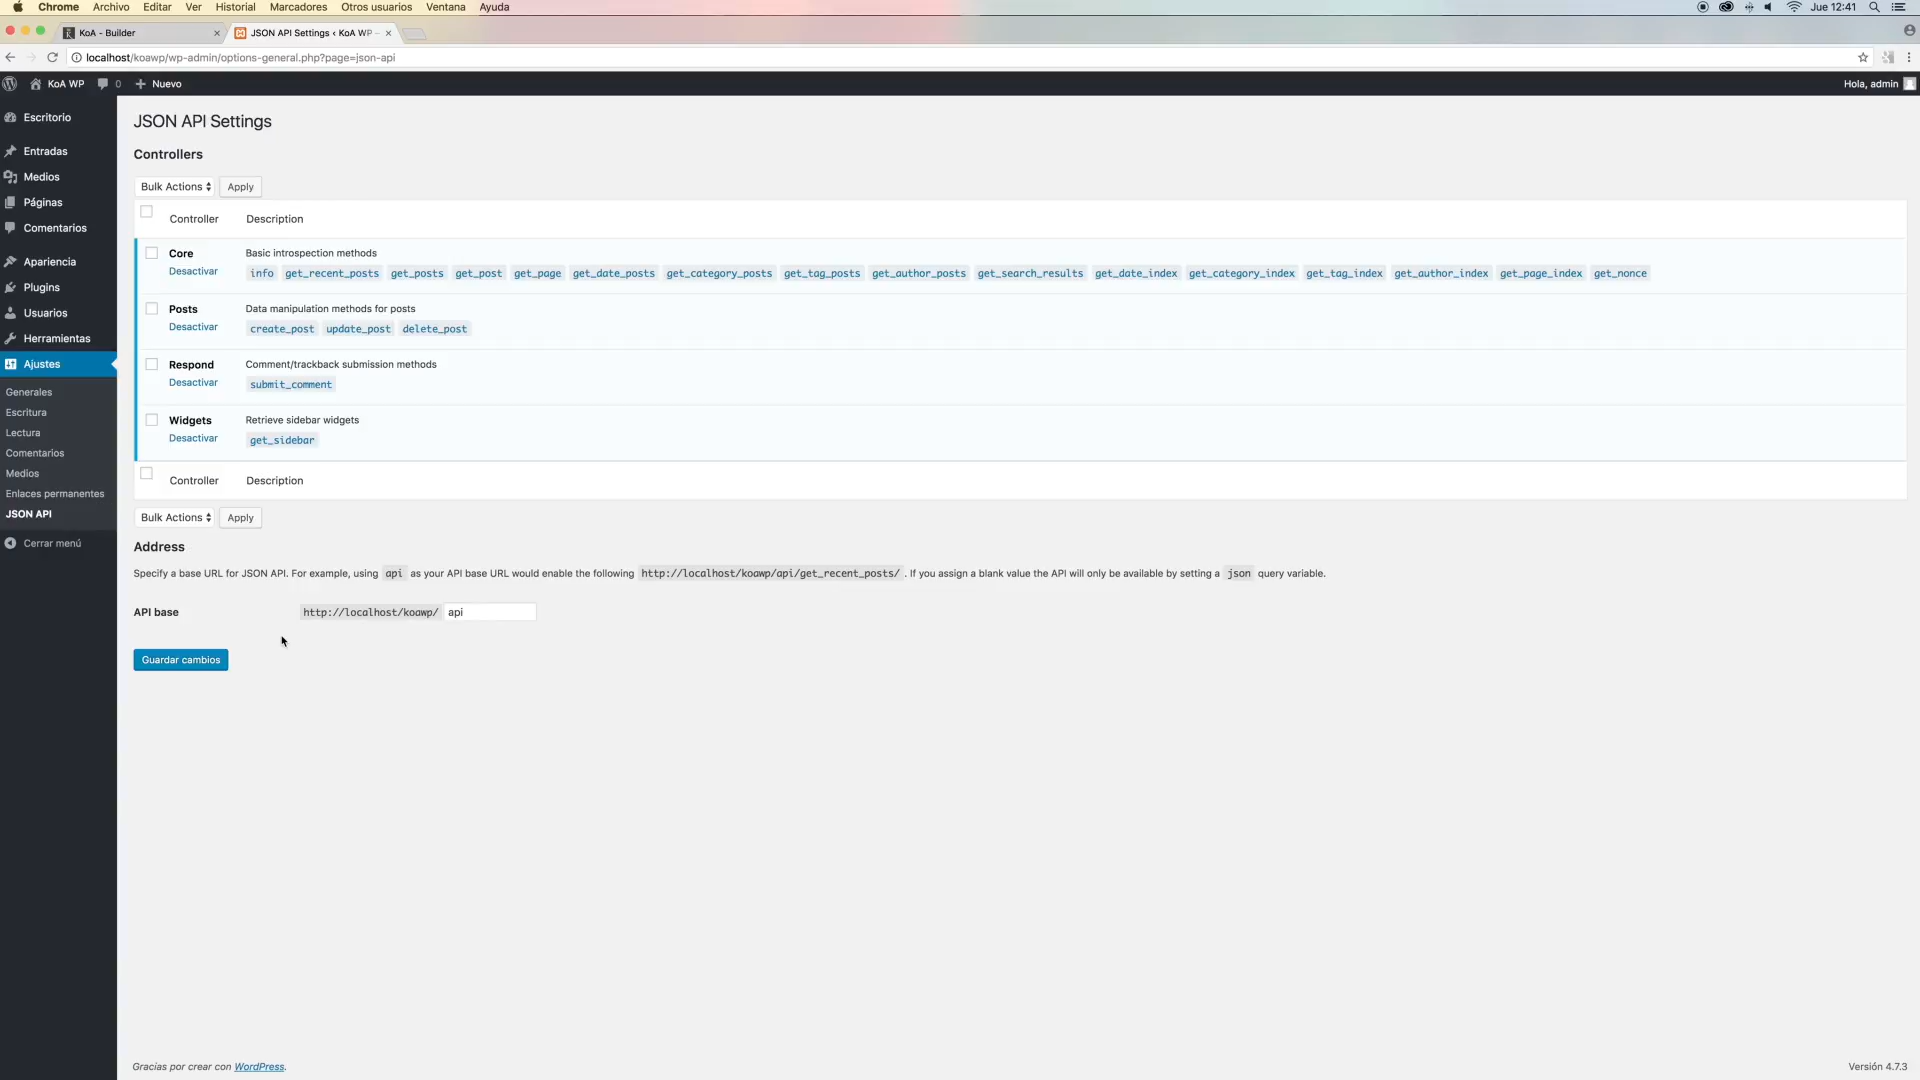 Chrome Archivo Editar Ver Historial Marcadores Otros usuarios Ventana Ayuda Jue 12:41
KoA - Builder JSON API Settings ‹ KoA WP -
localhost/koawp/wp-admin/options-general.php?page=json-api
KoA WP 0 Nuevo Hola, admin
Escritorio
Entradas
Medios
Páginas
Comentarios
Apariencia
Plugins
Usuarios
Herramientas
Ajustes
Generales
Escritura
Lectura
Comentarios
Medios
Enlaces permanentes
JSON API
Cerrar menú
JSON API Settings
Controllers
Bulk Actions Apply
Controller Description
Core Basic introspection methods
Desactivar info get_recent_posts get_posts get_post get_page get_date_posts get_category_posts get_tag_posts get_author_posts get_search_results get_date_index get_category_index get_tag_index get_author_index get_page_index get_nonce
Posts Data manipulation methods for posts
Desactivar create_post update_post delete_post
Respond Comment/trackback submission methods
Desactivar submit_comment
Widgets Retrieve sidebar widgets
Desactivar get_sidebar
Controller Description
Bulk Actions Apply
Address
Specify a base URL for JSON API. For example, using api as your API base URL would enable the following http://localhost/koawp/api/get_recent_posts/ . If you assign a blank value the API will only be available by setting a json query variable.
API base http://localhost/koawp/ api
Guardar cambios
Gracias por crear con WordPress. Versión 4.7.3